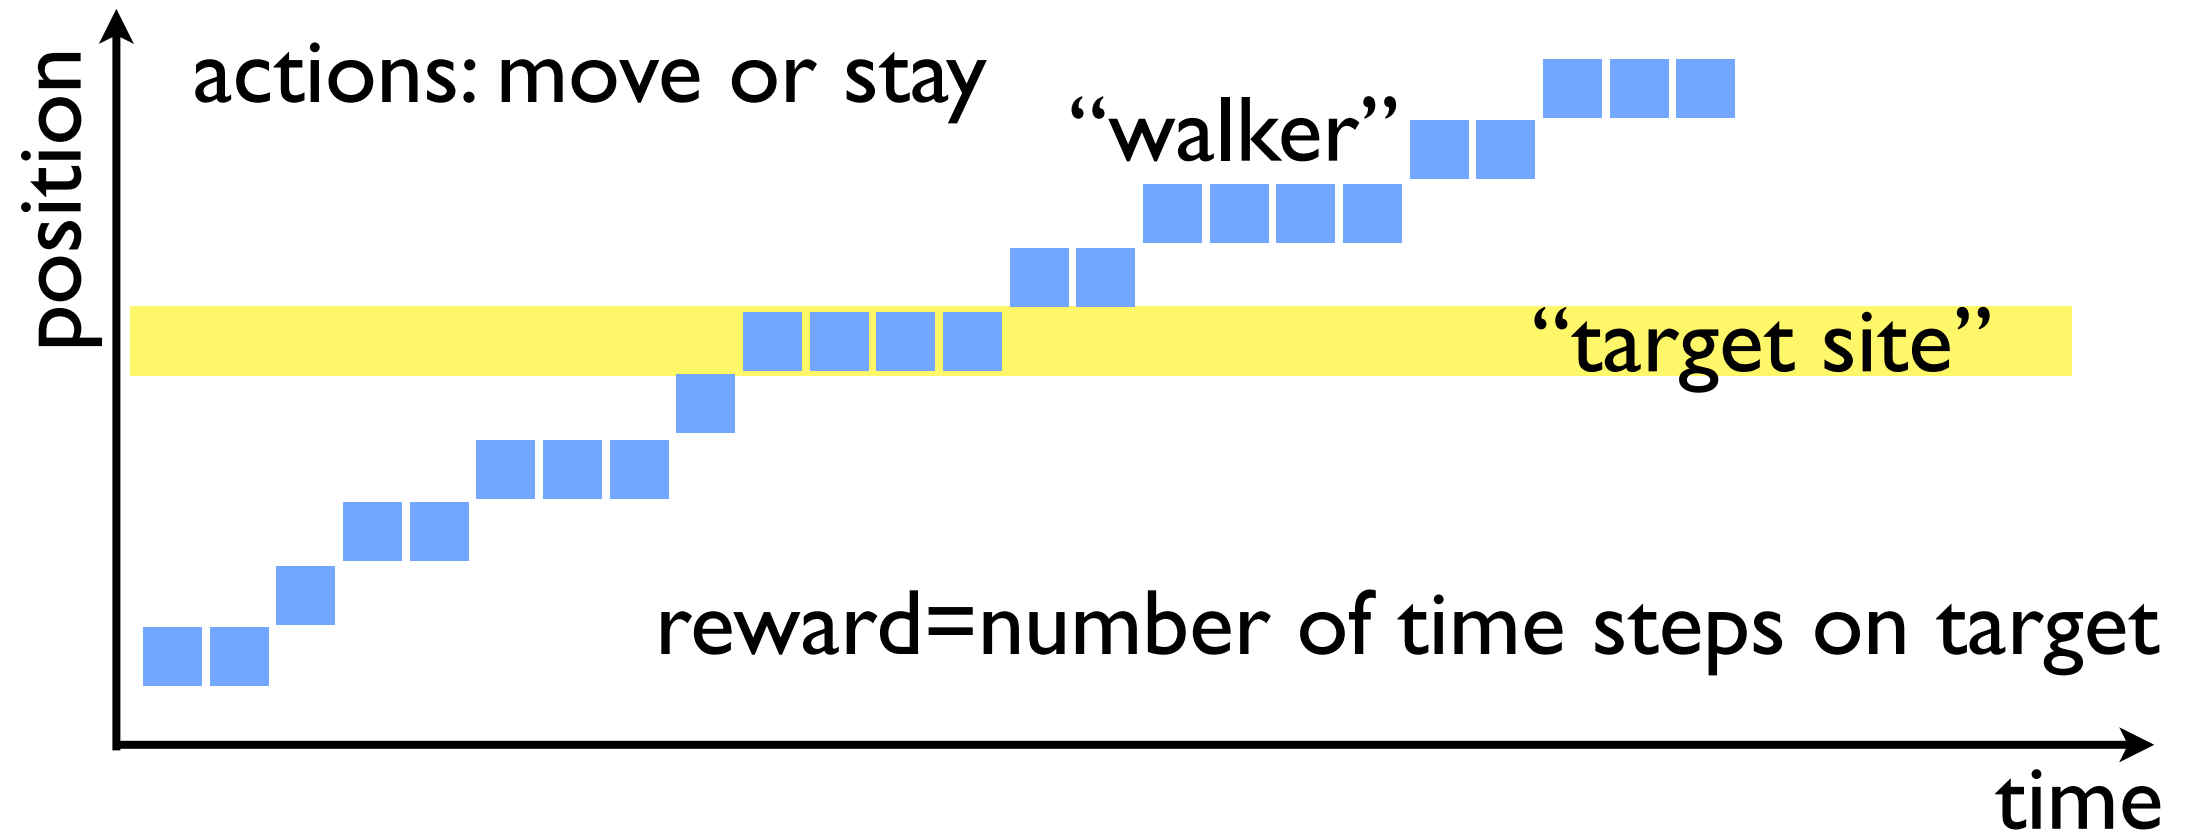 position
actions: move or stay
“walker”
“target site”
reward=number of time steps on target
time